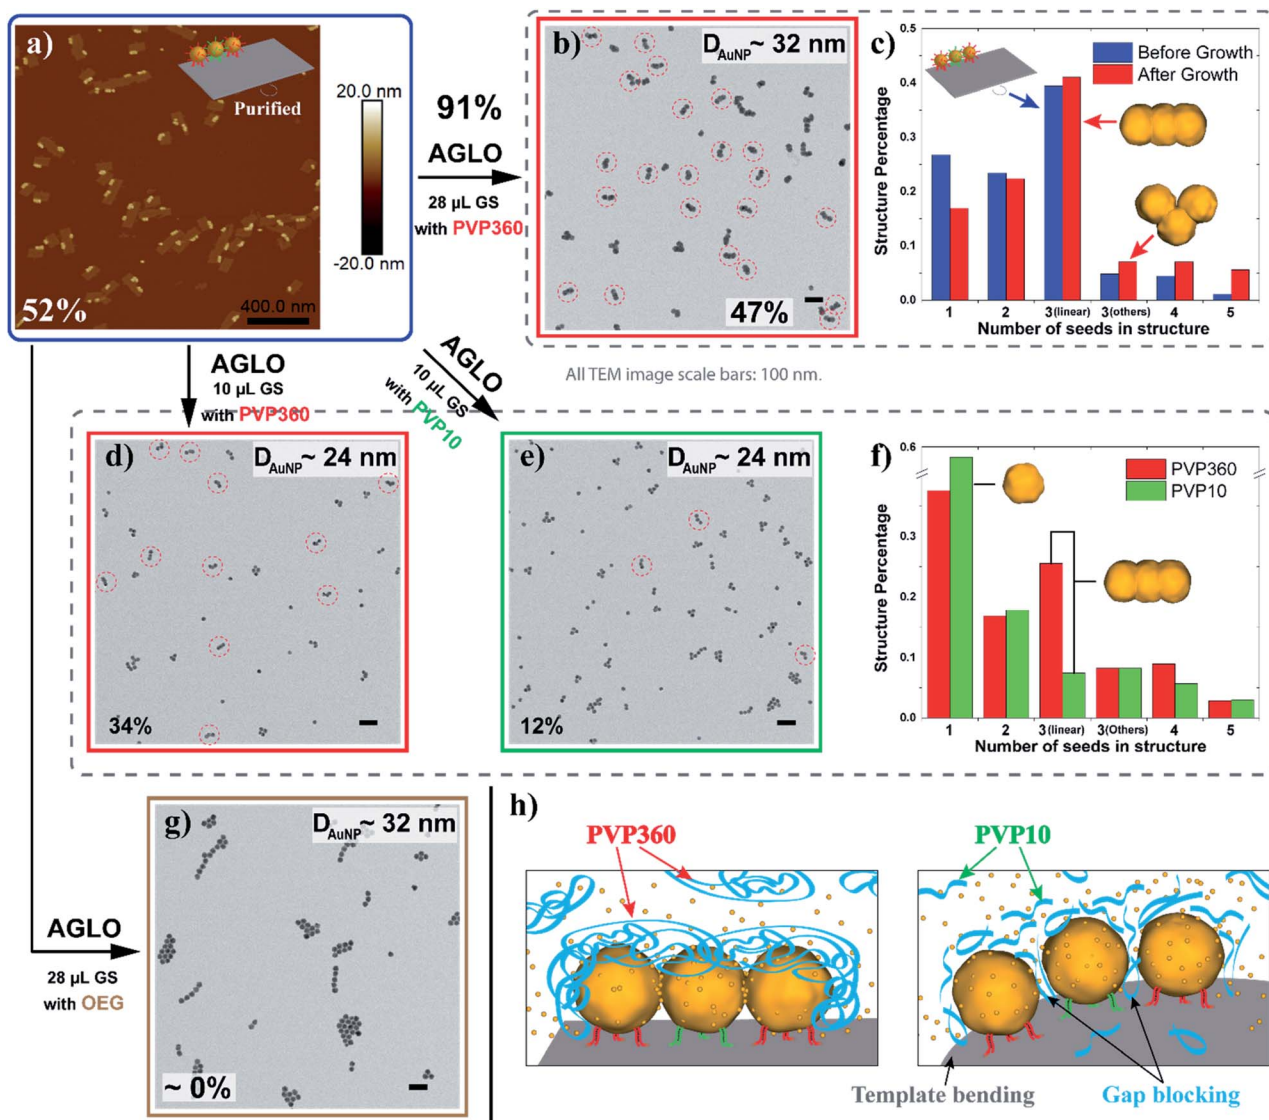 a)
Purified
52%
400.0 nm
20.0 nm
-20.0 nm
91%
AGLO
28 µL GS
with PVP360
b)
D_AuNP ~ 32 nm
47%
c)
Before Growth
After Growth
Structure Percentage
0.5
0.4
0.3
0.2
0.1
0.0
1 2 3(linear) 3(others) 4 5
Number of seeds in structure
All TEM image scale bars: 100 nm.
AGLO
10 µL GS
with PVP360
AGLO
10 µL GS
with PVP10
d)
D_AuNP ~ 24 nm
34%
e)
D_AuNP ~ 24 nm
12%
f)
PVP360
PVP10
Structure Percentage
0.6
0.3
0.2
0.1
0.0
1 2 3(linear) 3(Others) 4 5
Number of seeds in structure
AGLO
28 µL GS
with OEG
g)
D_AuNP ~ 32 nm
~ 0%
h)
PVP360
PVP10
Template bending
Gap blocking